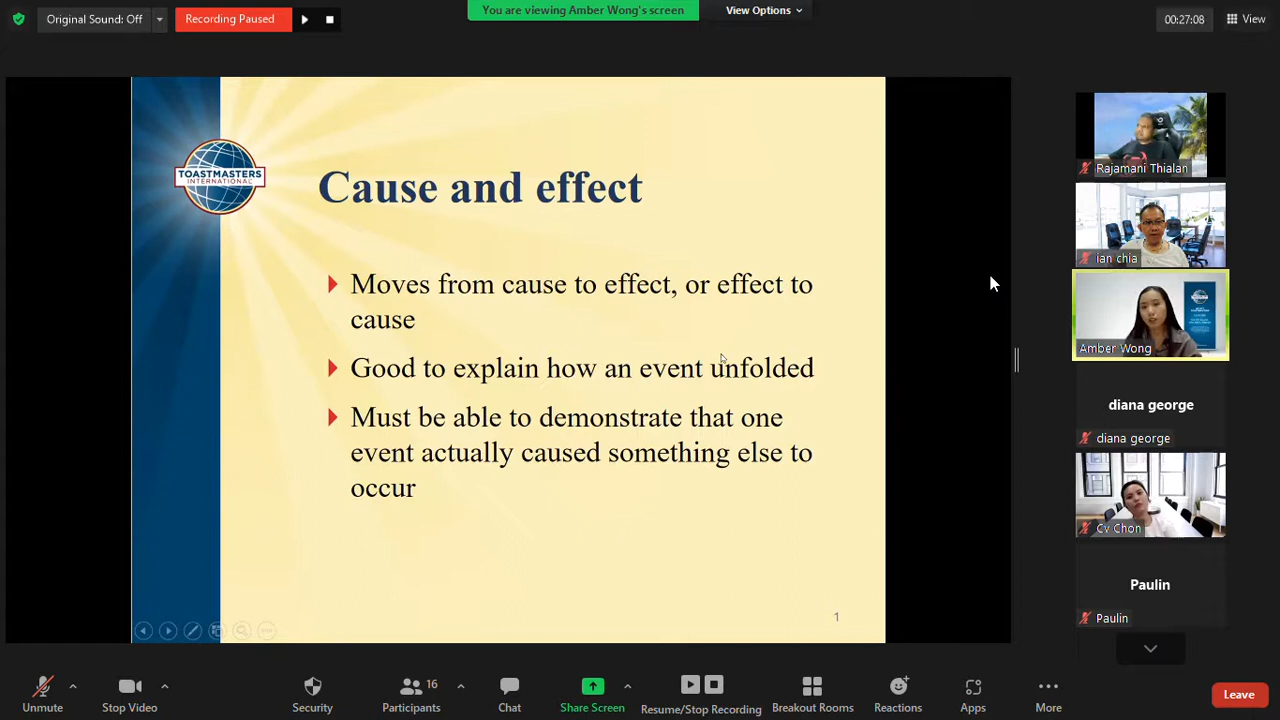 Original Sound: Off
Recording Paused
You are viewing Amber Wong's screen
View Options
00:27:08
View
TOASTMASTERS
INTERNATIONAL
Cause and effect
Moves from cause to effect, or effect to
cause
Good to explain how an event unfolded
Must be able to demonstrate that one
event actually caused something else to
occur
1
Rajamani Thialan
ian chia
Amber Wong
diana george
diana george
Cv Chon
Paulin
Paulin
Unmute
Stop Video
Security
16
Participants
Chat
Share Screen
Resume/Stop Recording
Breakout Rooms
Reactions
Apps
More
Leave